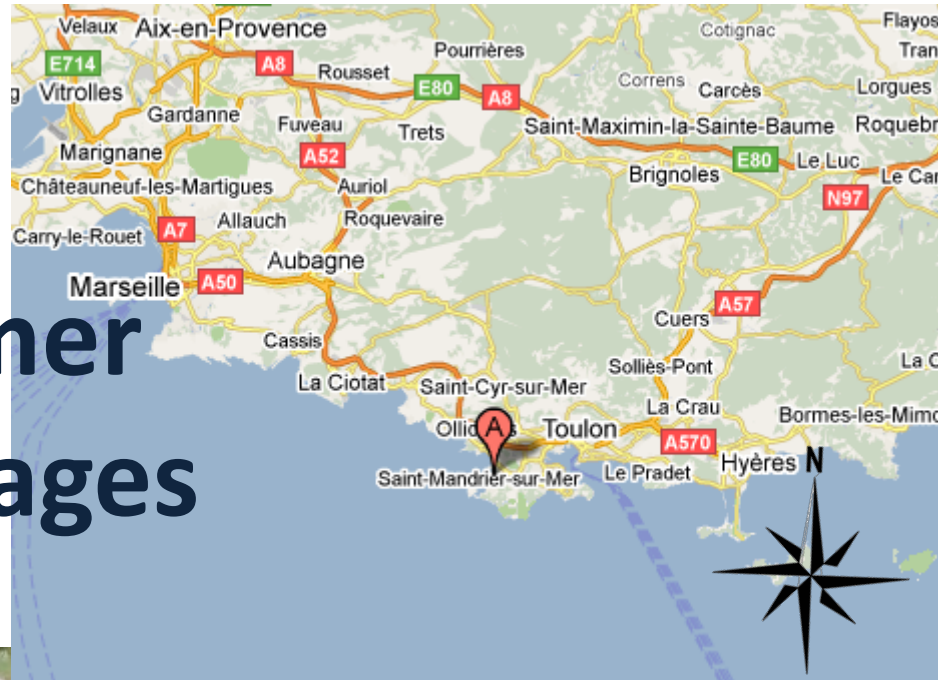 Velaux Aix-en-Provence Cotignac Flayos
E714 A8 Pourrières Tran
Vitrolles Rousset E80 A8 Correns Carcès Lorgues
Gardanne Fuveau Trets Saint-Maximin-la-Sainte-Baume Roquebr
Marignane A52 Brignoles E80 Le Luc
Châteauneuf-les-Martigues Auriol N97 Le Can
Carry-le-Rouet A7 Allauch Roquevaire
Marseille A50 Aubagne A57
ner Cassis Cuers
La Ciotat Saint-Cyr-sur-Mer Solliès-Pont La C
A Toulon La Crau Bormes-les-Mimo
ages Saint-Mandrier-sur-Mer Le Pradet A570 Hyères N